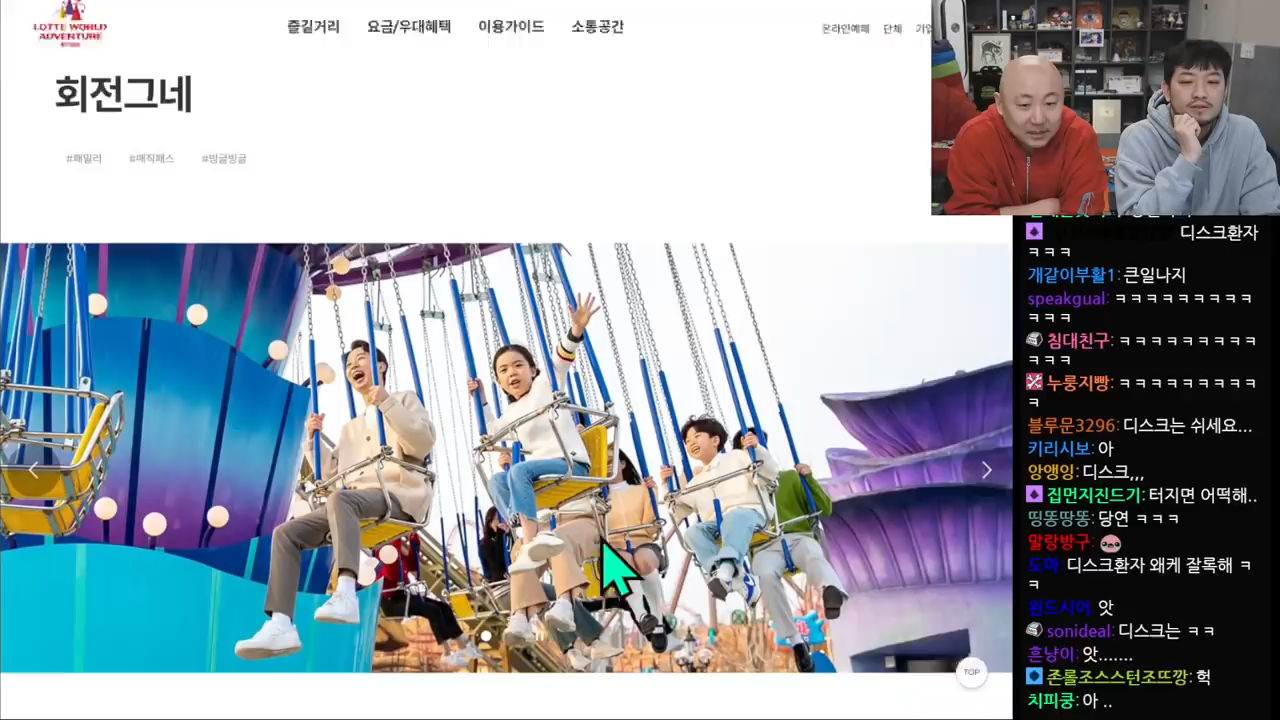 LOTTE WORLD
ADVENTURE
즐길거리 요금/우대혜택 이용가이드 소통공간
온라인예매 단체
회전그네
#패밀리 #매직패스 #빙글빙글
디스크환자
ㅋㅋㅋ
개같이부활1: 큰일나지
speakgual: ㅋㅋㅋㅋㅋㅋㅋㅋㅋ
ㅋㅋㅋ
침대친구: ㅋㅋㅋㅋㅋㅋㅋㅋㅋ
ㅋㅋㅋ
누룽지빵: ㅋㅋㅋㅋㅋㅋㅋㅋㅋ
ㅋ
블루문3296: 디스크는 쉬세요...
키리시보: 아
앙앵잉: 디스크,,,
집먼지진드기: 터지면 어떡해..
띵똥땅똥: 당연 ㅋㅋㅋ
말랑방구:
도마: 디스크환자 왜케 잘록해 ㅋ
ㅋ
윈드시어: 앗
sonideal: 디스크는 ㅋㅋ
흔냥이: 앗.......
존롤조스스턴조뜨깡: 헉
치피쿵: 아 ..
TOP